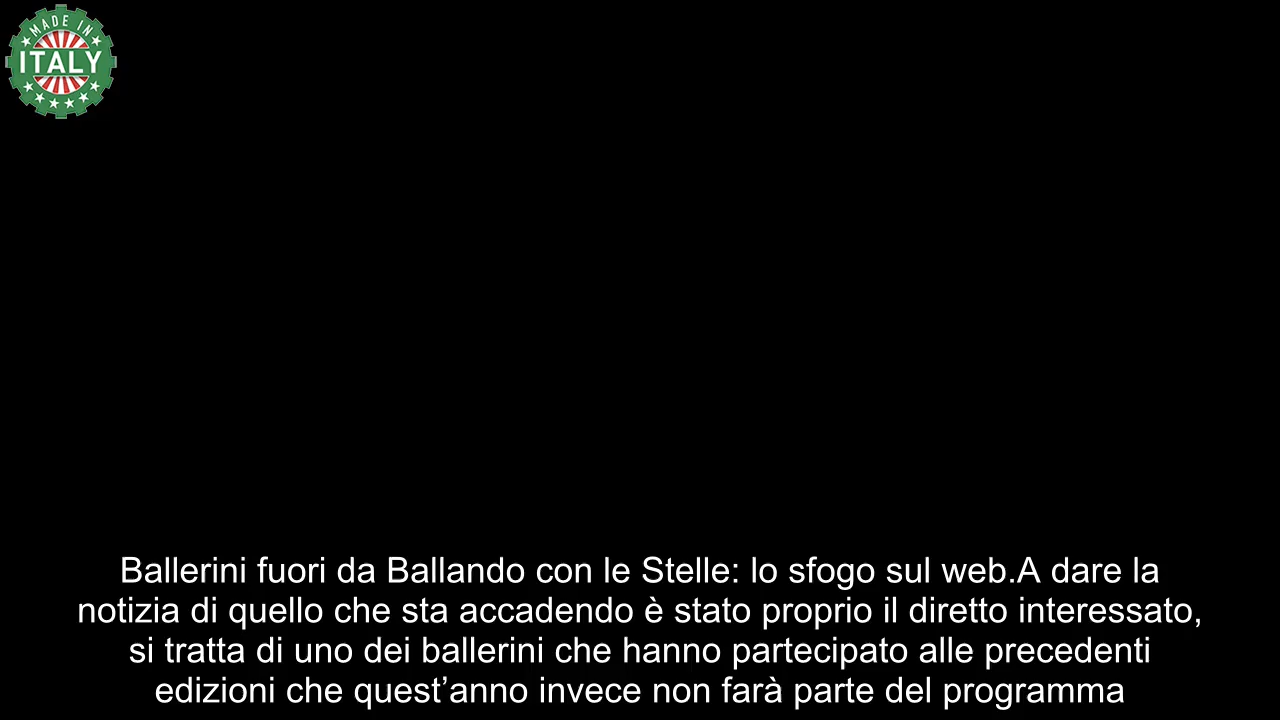 MADE IN
ITALY
Ballerini fuori da Ballando con le Stelle: lo sfogo sul web.A dare la
notizia di quello che sta accadendo è stato proprio il diretto interessato,
si tratta di uno dei ballerini che hanno partecipato alle precedenti
edizioni che quest’anno invece non farà parte del programma